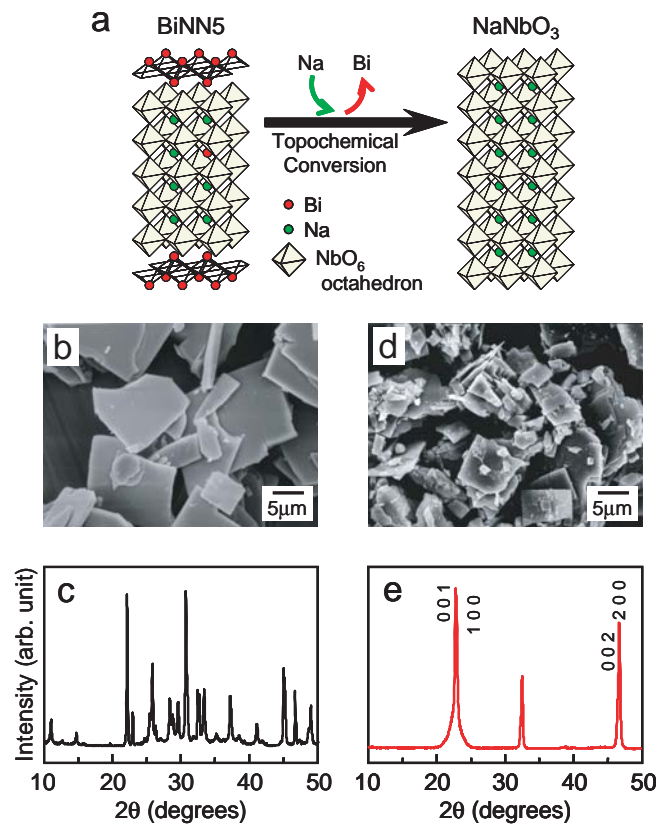 a
BiNN5
NaNbO₃
Na Bi
Topochemical
Conversion
Bi
Na
NbO₆
octahedron
b
5μm
d
5μm
c
Intensity (arb. unit)
10 20 30 40 50
2θ (degrees)
e
0 0 1
1 0 0
0 0 2
2 0 0
10 20 30 40 50
2θ (degrees)